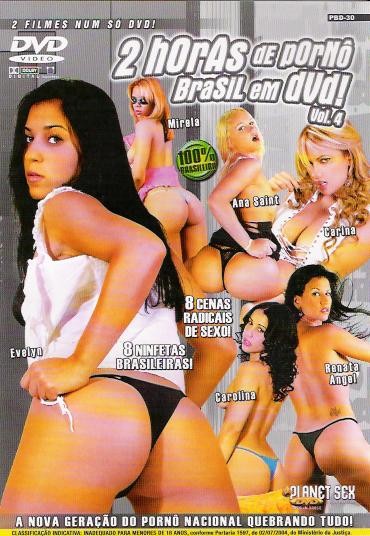 2 FILMES NUM SÓ DVD!
PBD-30
DVD
VIDEO
DOLBY
DIGITAL
2 HORAS DE PORNÔ
BRASIL EM DVD!
Vol. 4
Mirela
100%
BRASILEIRO
Ana Saint
Carina
8 CENAS
RADICAIS
DE SEXO!
Evelyn
8 NINFETAS
BRASILEIRAS!
Carolina
Renata
Angel
PLANET SEX
A NOVA GERAÇÃO DO PORNÔ NACIONAL QUEBRANDO TUDO!
CLASSIFICAÇÃO INDICATIVA: INADEQUADO PARA MENORES DE 18 ANOS, conforme Portaria 1597, de 02/07/2004, do Ministério da Justiça.